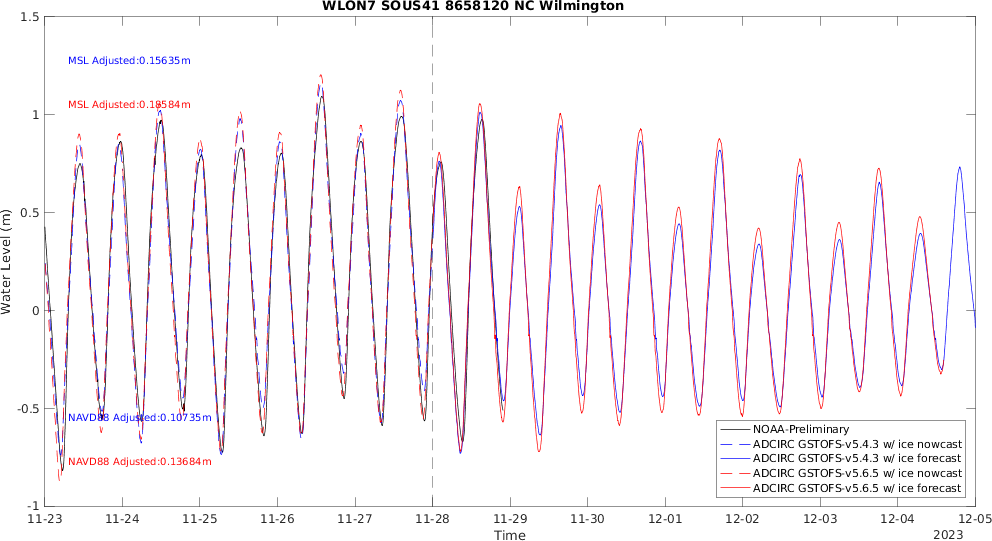 WLON7 SOUS41 8658120 NC Wilmington
1.5
1
0.5
0
-0.5
-1
Water Level (m)
MSL Adjusted:0.15635m
MSL Adjusted:0.18584m
NAVD88 Adjusted:0.10735m
NAVD88 Adjusted:0.13684m
NOAA-Preliminary
ADCIRC GSTOFS-v5.4.3 w/ ice nowcast
ADCIRC GSTOFS-v5.4.3 w/ ice forecast
ADCIRC GSTOFS-v5.6.5 w/ ice nowcast
ADCIRC GSTOFS-v5.6.5 w/ ice forecast
11-23 11-24 11-25 11-26 11-27 11-28 11-29 11-30 12-01 12-02 12-03 12-04 12-05
Time
2023